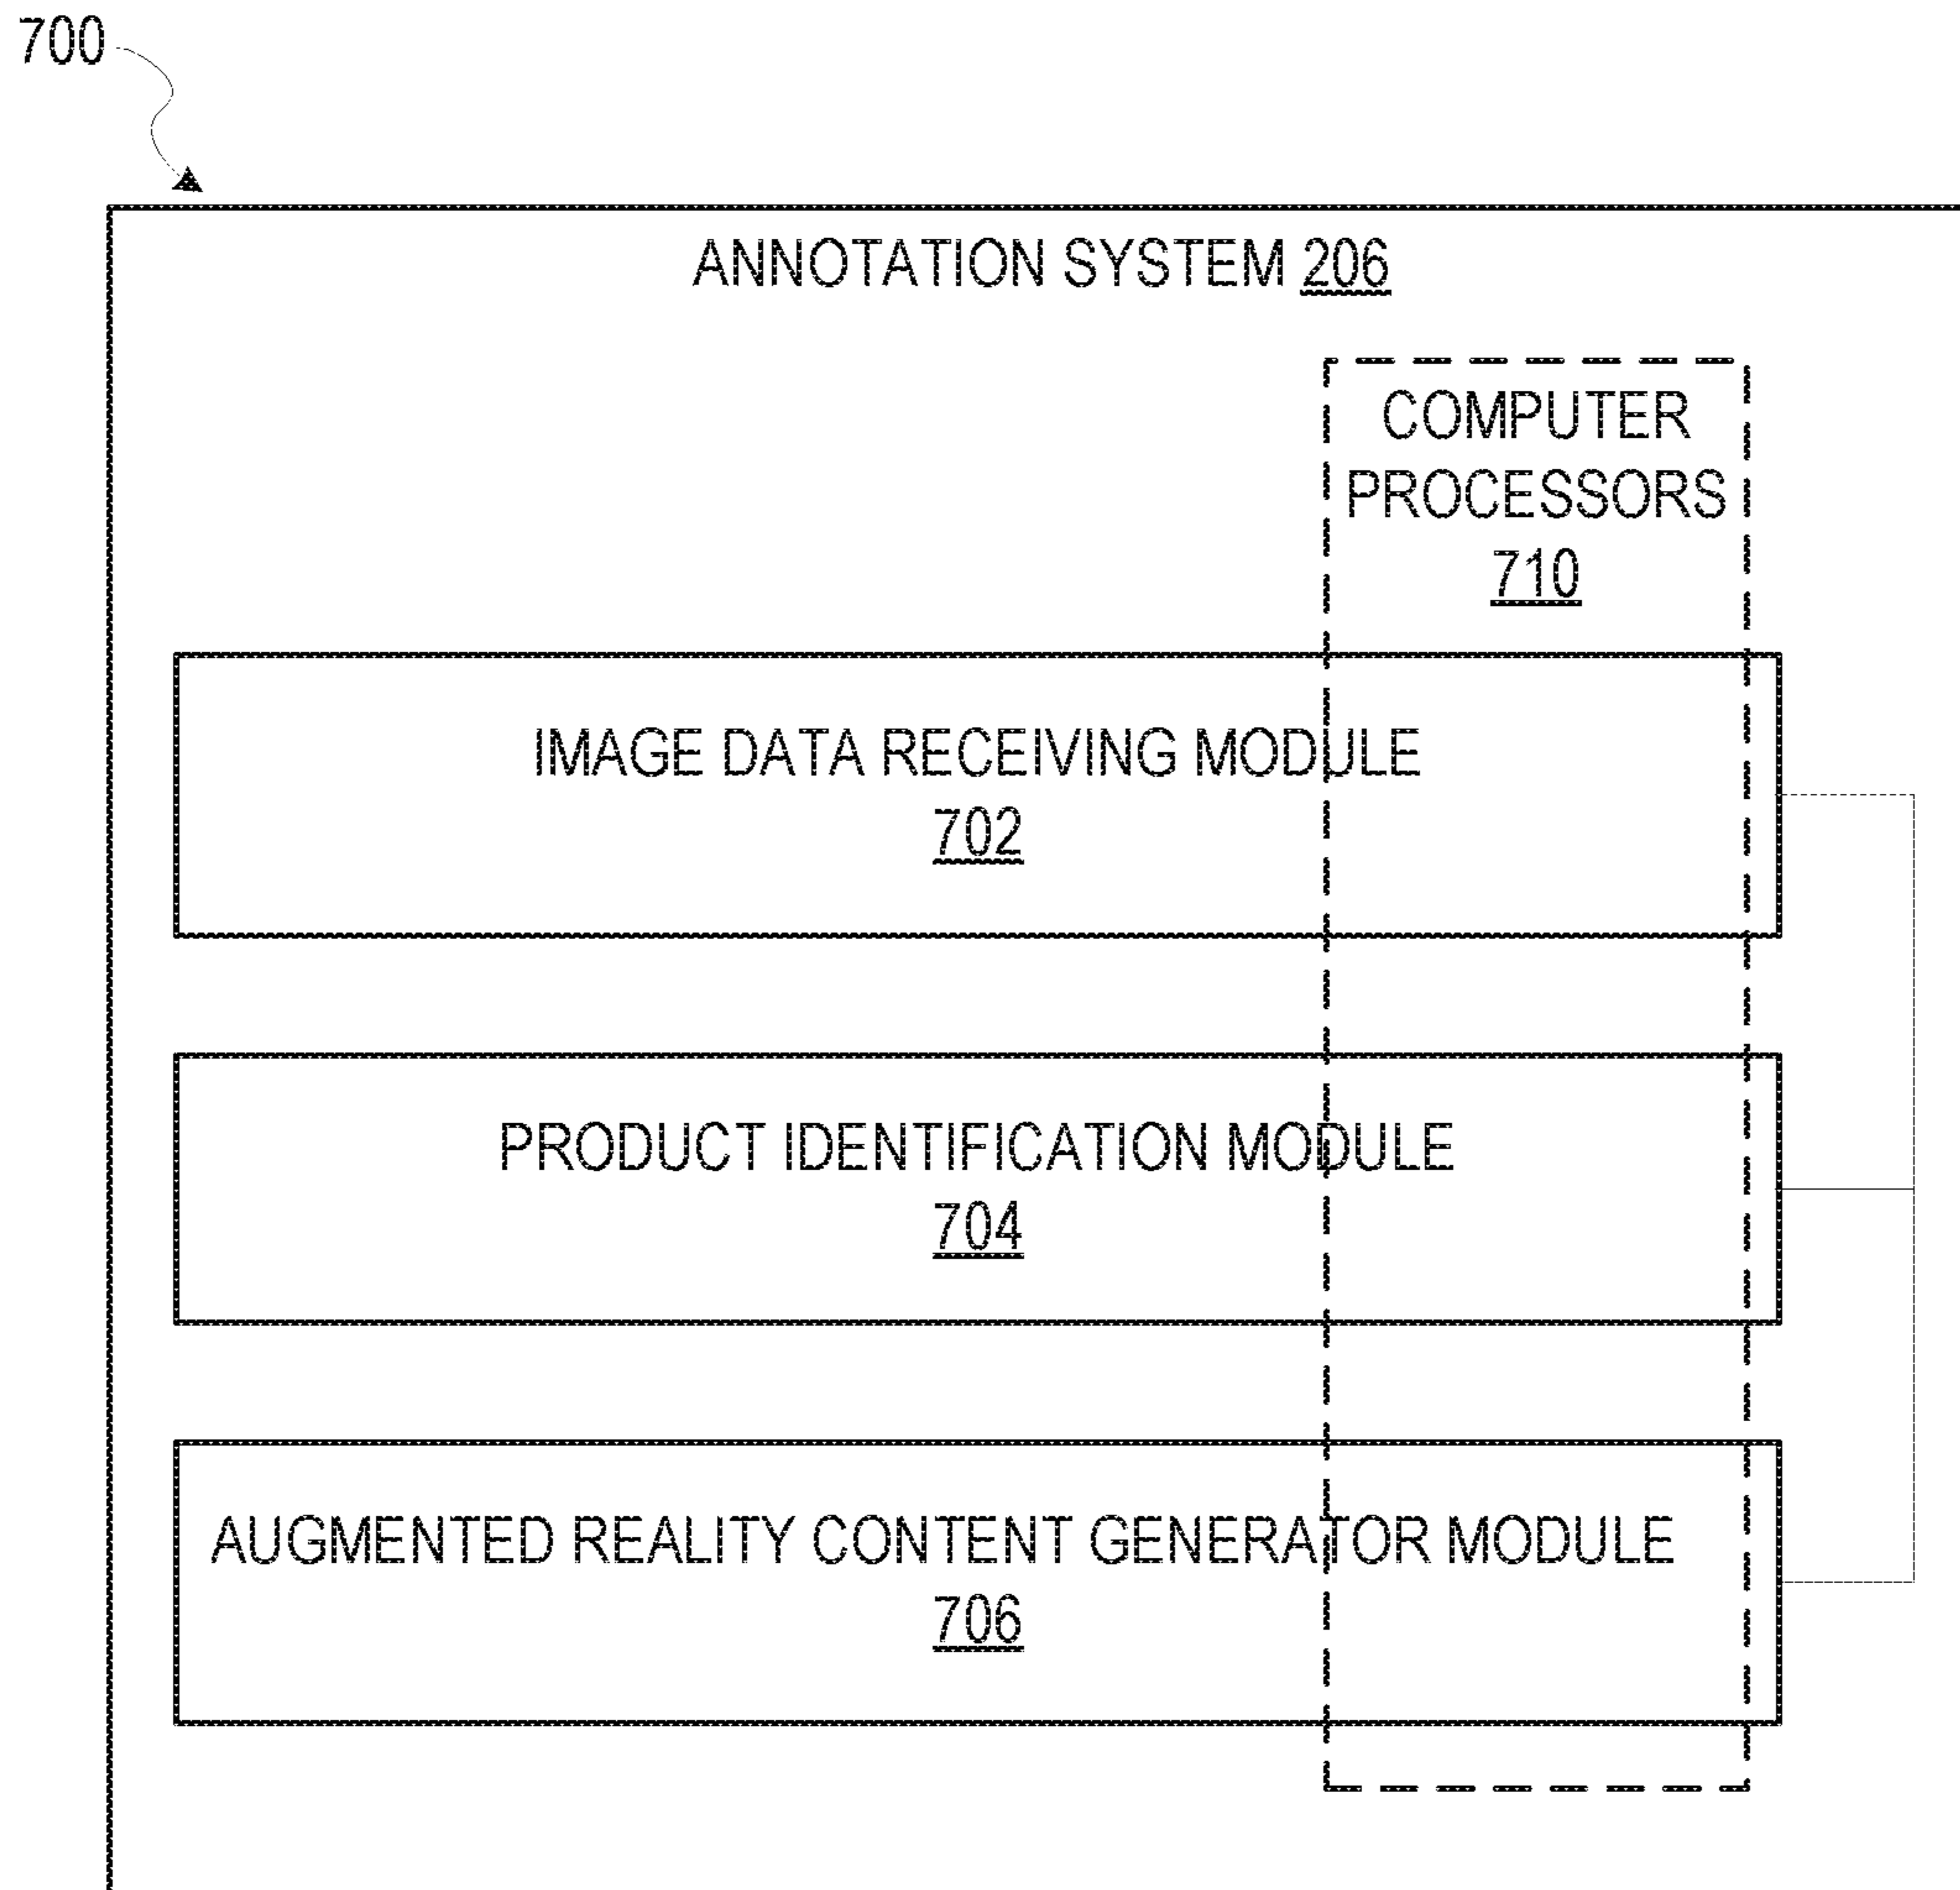 700
ANNOTATION SYSTEM 206
COMPUTER
PROCESSORS
710
IMAGE DATA RECEIVING MODULE
702
PRODUCT IDENTIFICATION MODULE
704
AUGMENTED REALITY CONTENT GENERATOR MODULE
706